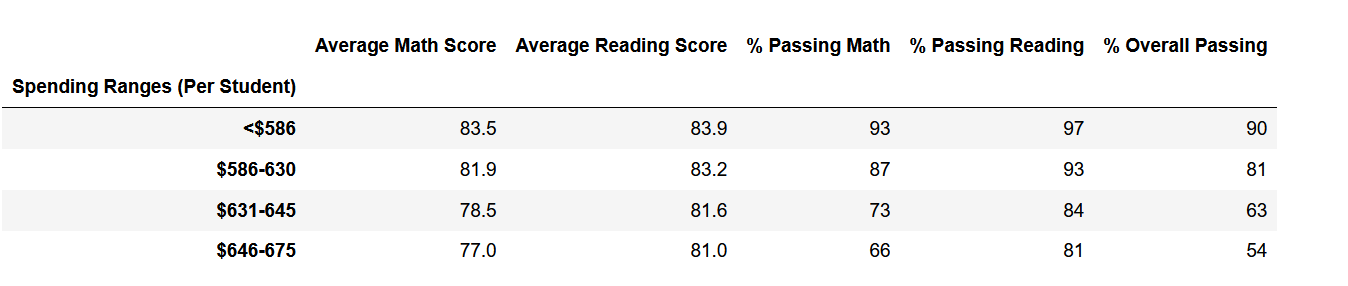 Average Math Score Average Reading Score % Passing Math % Passing Reading % Overall Passing
Spending Ranges (Per Student)
<$586 83.5 83.9 93 97 90
$586-630 81.9 83.2 87 93 81
$631-645 78.5 81.6 73 84 63
$646-675 77.0 81.0 66 81 54